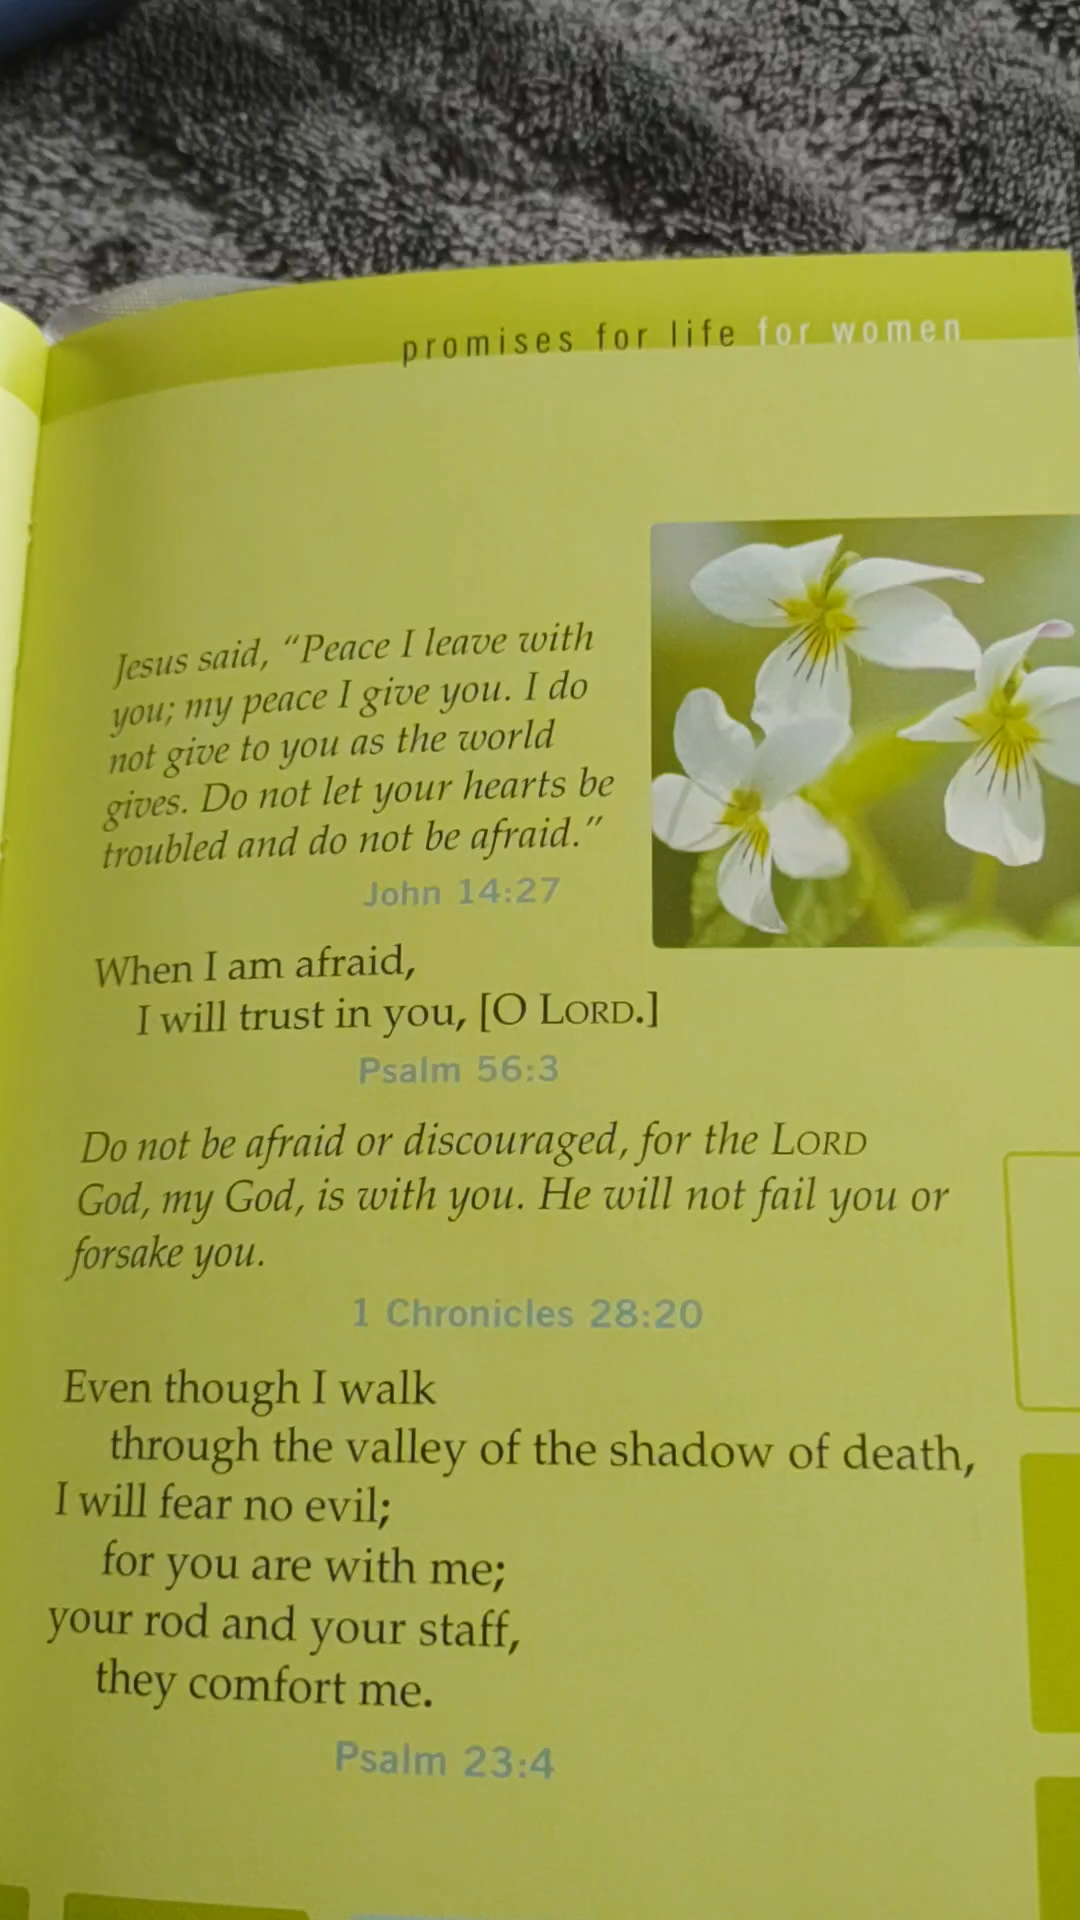 promises for life for women
Jesus said, “Peace I leave with
you; my peace I give you. I do
not give to you as the world
gives. Do not let your hearts be
troubled and do not be afraid.”
John 14:27
When I am afraid,
I will trust in you, [O LORD.]
Psalm 56:3
Do not be afraid or discouraged, for the LORD
God, my God, is with you. He will not fail you or
forsake you.
1 Chronicles 28:20
Even though I walk
through the valley of the shadow of death,
I will fear no evil;
for you are with me;
your rod and your staff,
they comfort me.
Psalm 23:4